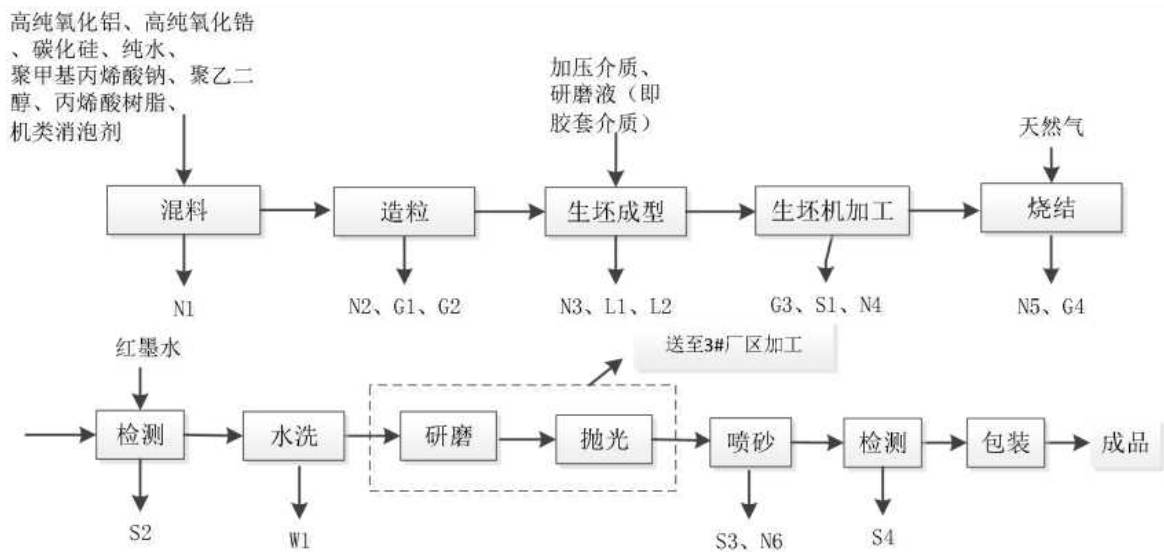 高纯氧化铝、高纯氧化锆
、碳化硅、纯水、
聚甲基丙烯酸钠、聚乙二
醇、丙烯酸树脂、
机类消泡剂
加压介质、
研磨液（即
胶套介质）
天然气
混料
造粒
生坯成型
生坯机加工
烧结
N1
N2、G1、G2
N3、L1、L2
G3、S1、N4
N5、G4
红墨水
送至3#厂区加工
检测
水洗
研磨
抛光
喷砂
检测
包装
成品
S2
W1
S3、N6
S4